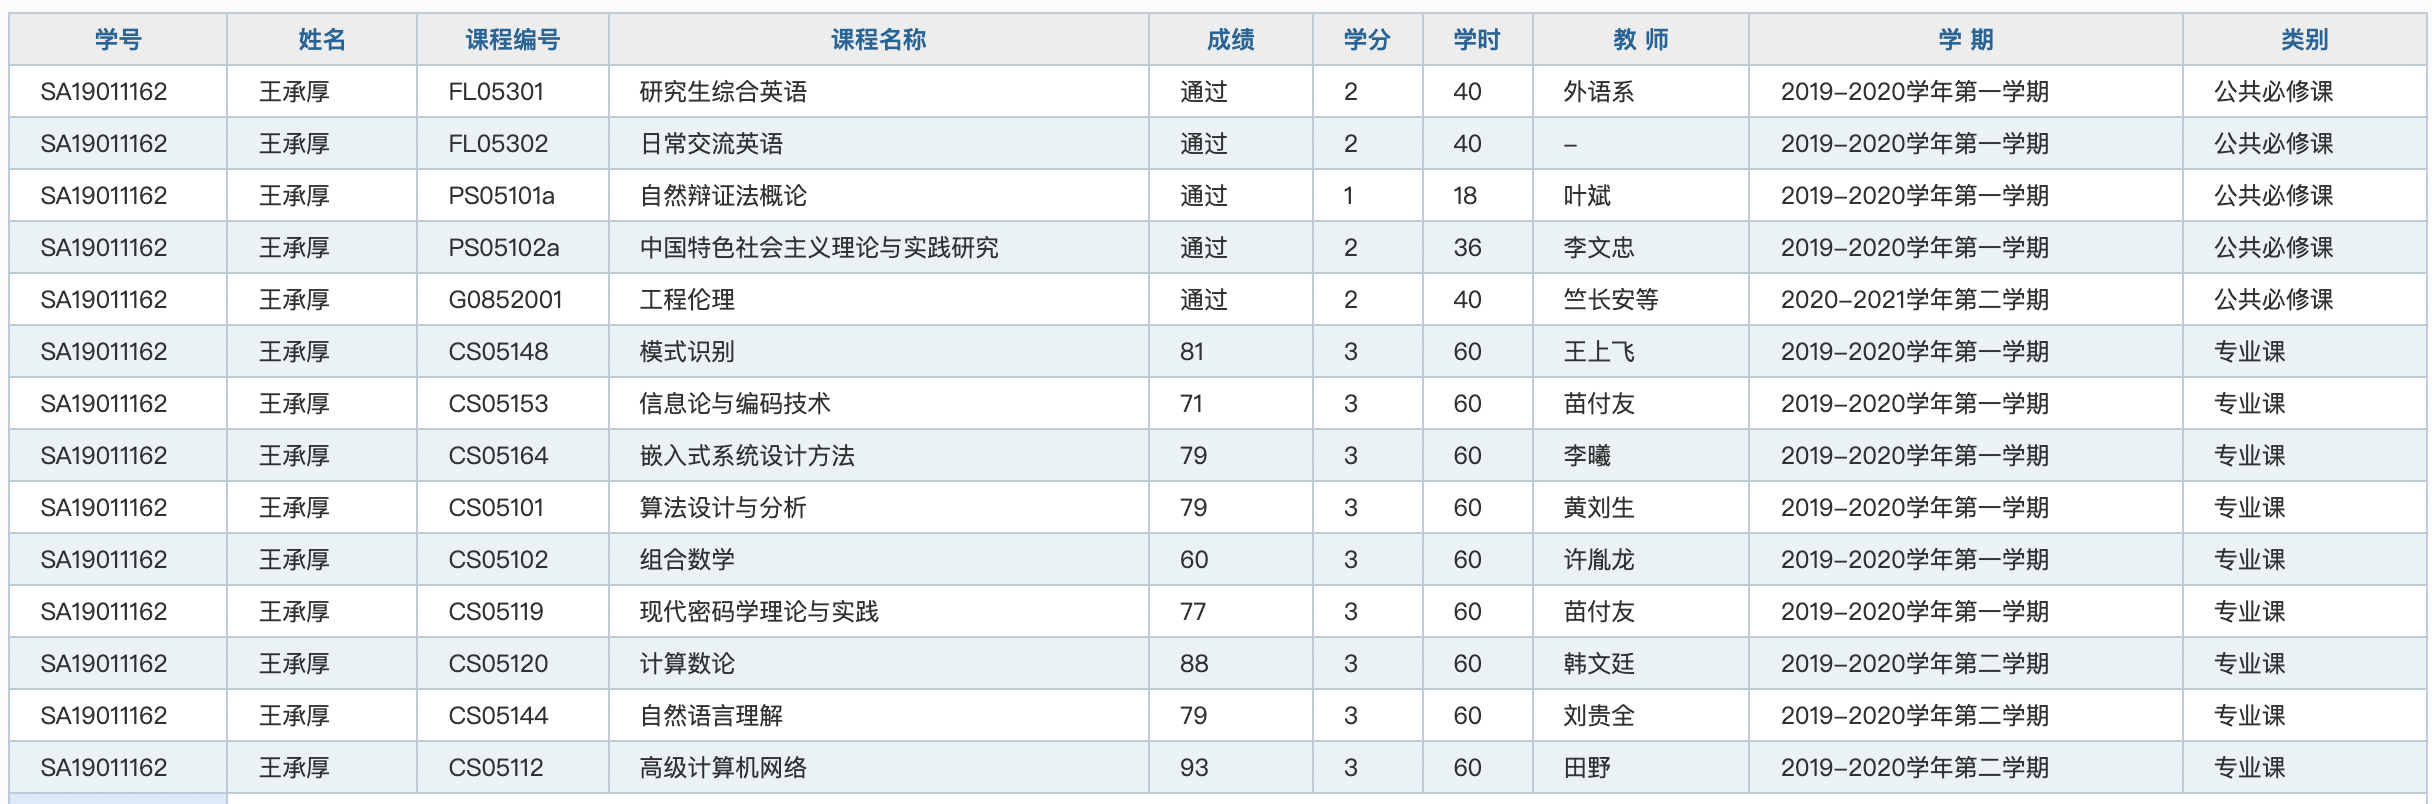 学号 姓名 课程编号 课程名称 成绩 学分 学时 教 师 学 期 类别
SA19011162 王承厚 FL05301 研究生综合英语 通过 2 40 外语系 2019-2020学年第一学期 公共必修课
SA19011162 王承厚 FL05302 日常交流英语 通过 2 40 - 2019-2020学年第一学期 公共必修课
SA19011162 王承厚 PS05101a 自然辩证法概论 通过 1 18 叶斌 2019-2020学年第一学期 公共必修课
SA19011162 王承厚 PS05102a 中国特色社会主义理论与实践研究 通过 2 36 李文忠 2019-2020学年第一学期 公共必修课
SA19011162 王承厚 G0852001 工程伦理 通过 2 40 竺长安等 2020-2021学年第二学期 公共必修课
SA19011162 王承厚 CS05148 模式识别 81 3 60 王上飞 2019-2020学年第一学期 专业课
SA19011162 王承厚 CS05153 信息论与编码技术 71 3 60 苗付友 2019-2020学年第一学期 专业课
SA19011162 王承厚 CS05164 嵌入式系统设计方法 79 3 60 李曦 2019-2020学年第一学期 专业课
SA19011162 王承厚 CS05101 算法设计与分析 79 3 60 黄刘生 2019-2020学年第一学期 专业课
SA19011162 王承厚 CS05102 组合数学 60 3 60 许胤龙 2019-2020学年第一学期 专业课
SA19011162 王承厚 CS05119 现代密码学理论与实践 77 3 60 苗付友 2019-2020学年第一学期 专业课
SA19011162 王承厚 CS05120 计算数论 88 3 60 韩文廷 2019-2020学年第二学期 专业课
SA19011162 王承厚 CS05144 自然语言理解 79 3 60 刘贵全 2019-2020学年第二学期 专业课
SA19011162 王承厚 CS05112 高级计算机网络 93 3 60 田野 2019-2020学年第二学期 专业课